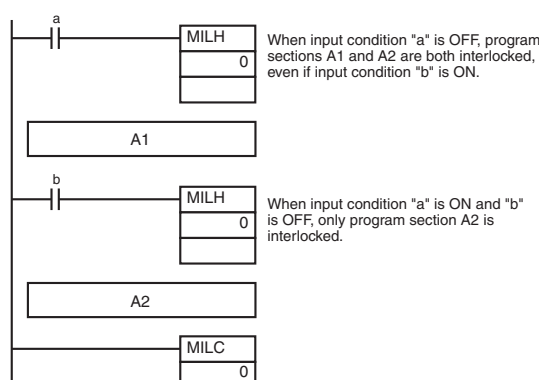 a
MILH
0
When input condition "a" is OFF, program
sections A1 and A2 are both interlocked,
even if input condition "b" is ON.
A1
b
MILH
0
When input condition "a" is ON and "b"
is OFF, only program section A2 is
interlocked.
A2
MILC
0